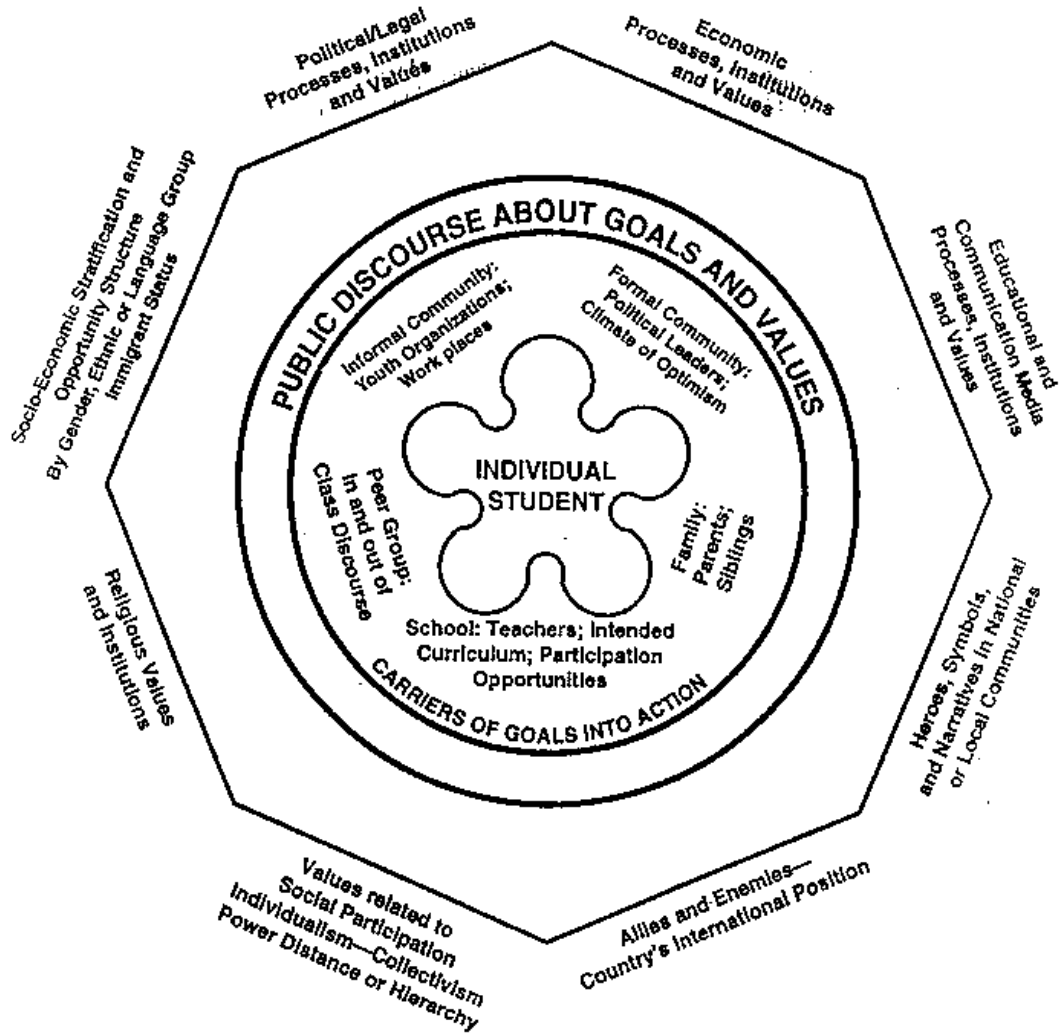 Political/Legal
Processes, Institutions
and Values
Economic
Processes, Institutions
and Values
Educational and
Communication Media
Processes, Institutions
and Values
Heroes, Symbols,
and Narratives in National
or Local Communities
Allies and Enemies—
Country's International Position
Values related to
Social Participation
Individualism—Collectivism
Power Distance or Hierarchy
Religious Values
and Institutions
Socio-Economic Stratification and
Opportunity Structure
By Gender, Ethnic or Language Group
Immigrant Status
PUBLIC DISCOURSE ABOUT GOALS AND VALUES
Informal Community:
Youth Organizations;
Work places
Formal Community:
Political Leaders;
Climate of Optimism
Family:
Parents;
Siblings
School: Teachers; Intended
Curriculum; Participation
Opportunities
Peer Group:
In and out of
Class Discourse
INDIVIDUAL
STUDENT
CARRIERS OF GOALS INTO ACTION